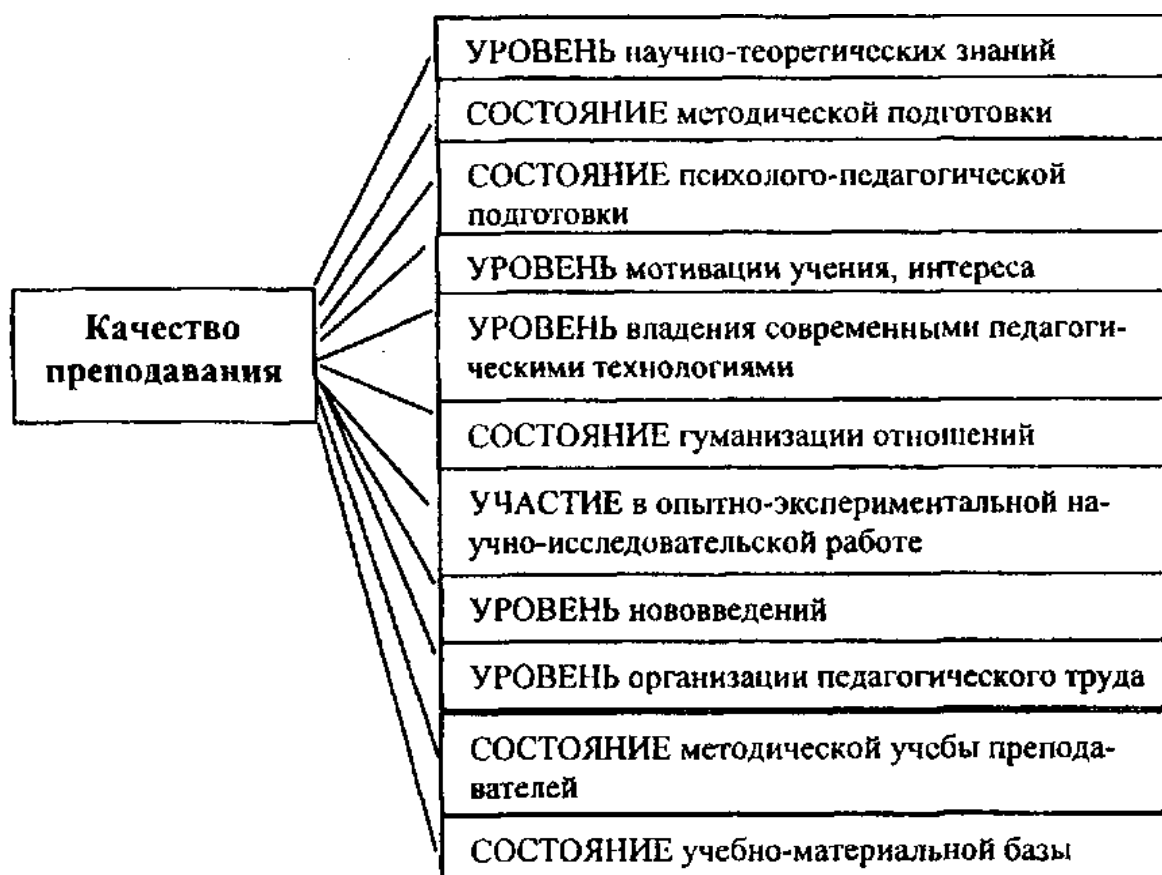 УРОВЕНЬ научно-теоретических знаний
СОСТОЯНИЕ методической подготовки
СОСТОЯНИЕ психолого-педагогической
подготовки
УРОВЕНЬ мотивации учения, интереса
Качество
преподавания
УРОВЕНЬ владения современными педагоги-
ческими технологиями
СОСТОЯНИЕ гуманизации отношений
УЧАСТИЕ в опытно-экспериментальной на-
учно-исследовательской работе
УРОВЕНЬ нововведений
УРОВЕНЬ организации педагогического труда
СОСТОЯНИЕ методической учебы препода-
вателей
СОСТОЯНИЕ учебно-материальной базы